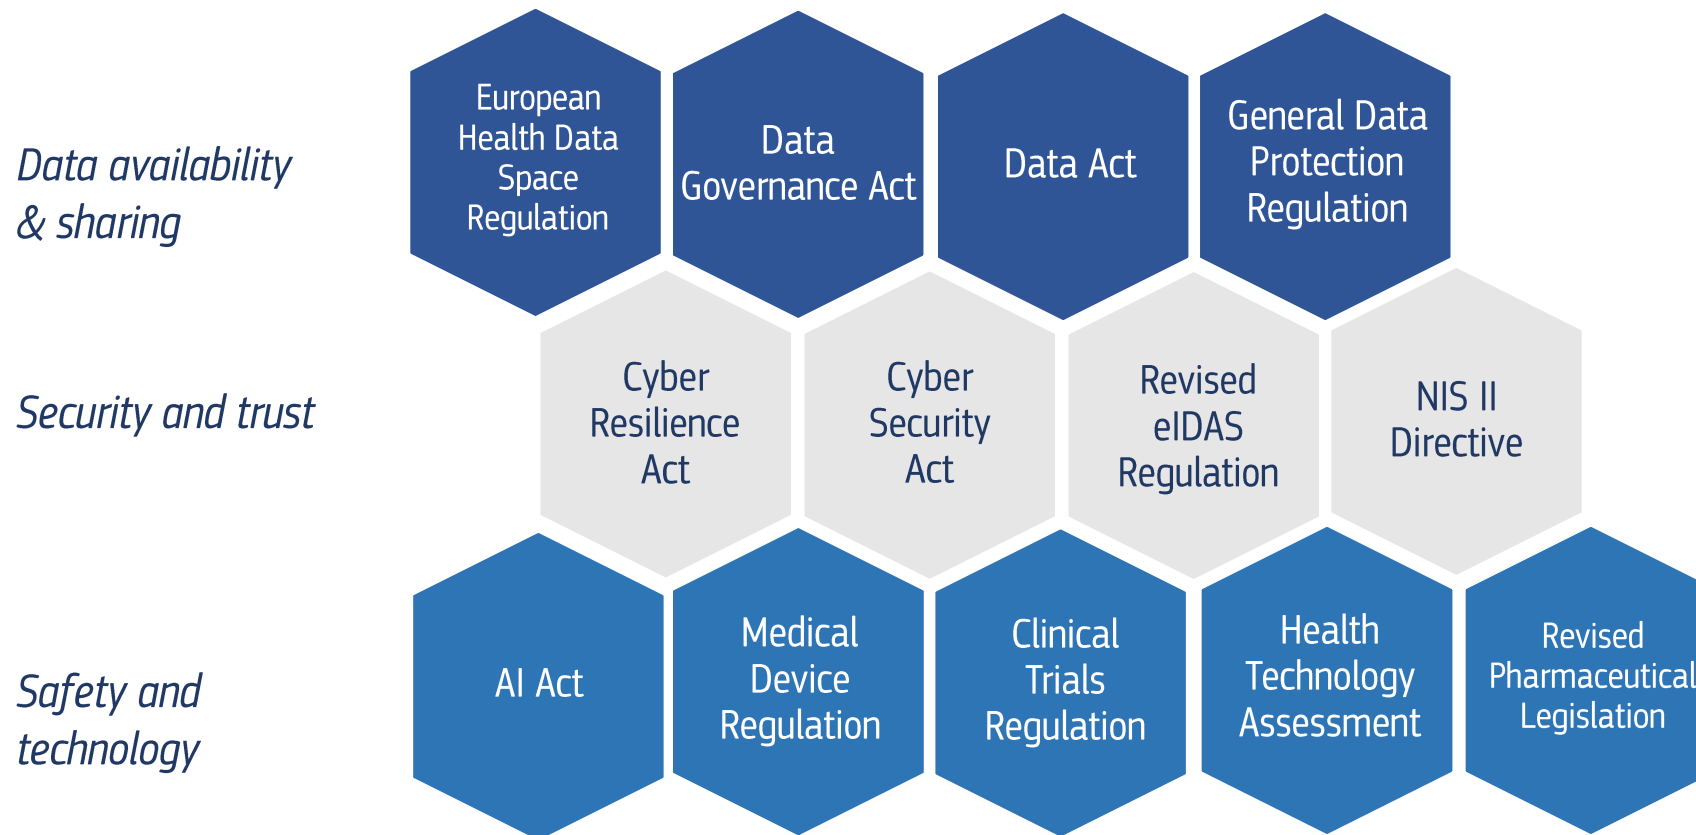 Data availability
& sharing
European
Health Data
Space
Regulation
Data
Governance Act
Data Act
General Data
Protection
Regulation
Security and trust
Cyber
Resilience
Act
Cyber
Security
Act
Revised
eIDAS
Regulation
NIS II
Directive
Safety and
technology
AI Act
Medical
Device
Regulation
Clinical
Trials
Regulation
Health
Technology
Assessment
Revised
Pharmaceutical
Legislation